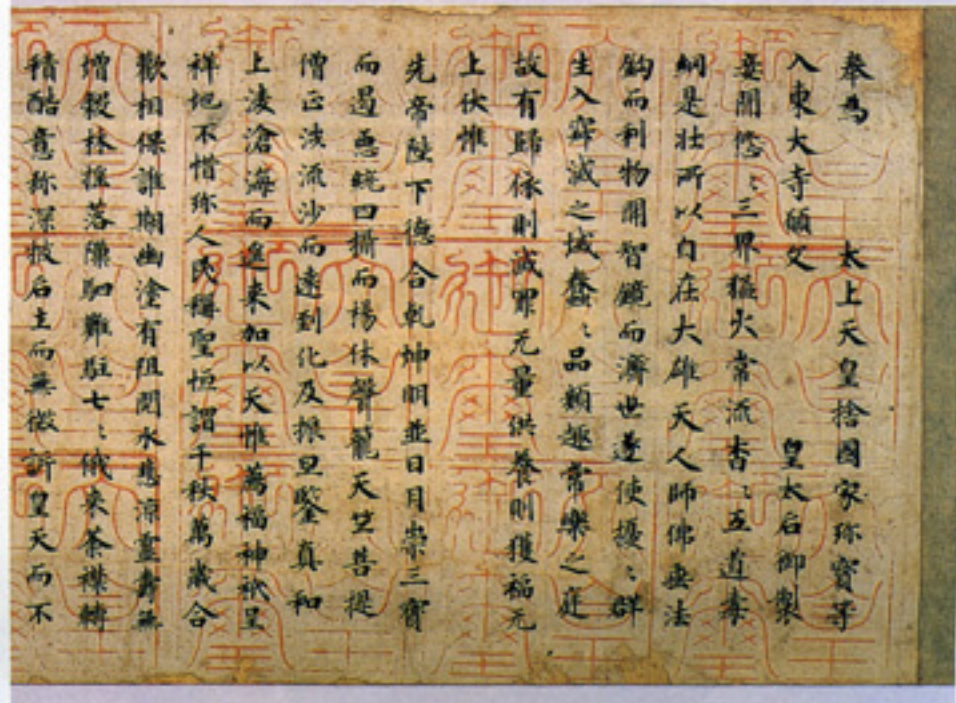 奉為　　太上天皇捨國家珎寶等
入東大寺願文　　皇太后御製
妾聞悠〻三界猛火常流杳〻五道毒
網是壯所以自在大雄天人師佛垂法
鈎而利物開智鏡而濟世遂使擾〻群
生入寂滅之域蠢〻品類趣常樂之庭
故有歸依則滅罪无量供養則獲福无
上伏惟
先帝陛下德合乾坤明並日月崇三寶
而遏惡統四攝而揚休聲籠天竺菩提
僧正涉流沙而遠到化及振旦鑒真和
上淩滄海而遙來加以天惟薦福神祇呈
祥地不惜珎人民稱聖恒謂千秋萬歲合
歡相保誰期幽塗有阻閱水悲凉靈壽無
增穀林搖落隟駟難駐七〻俄來荼襟轉
積酷意弥深披后土而無徵訴皇天而不